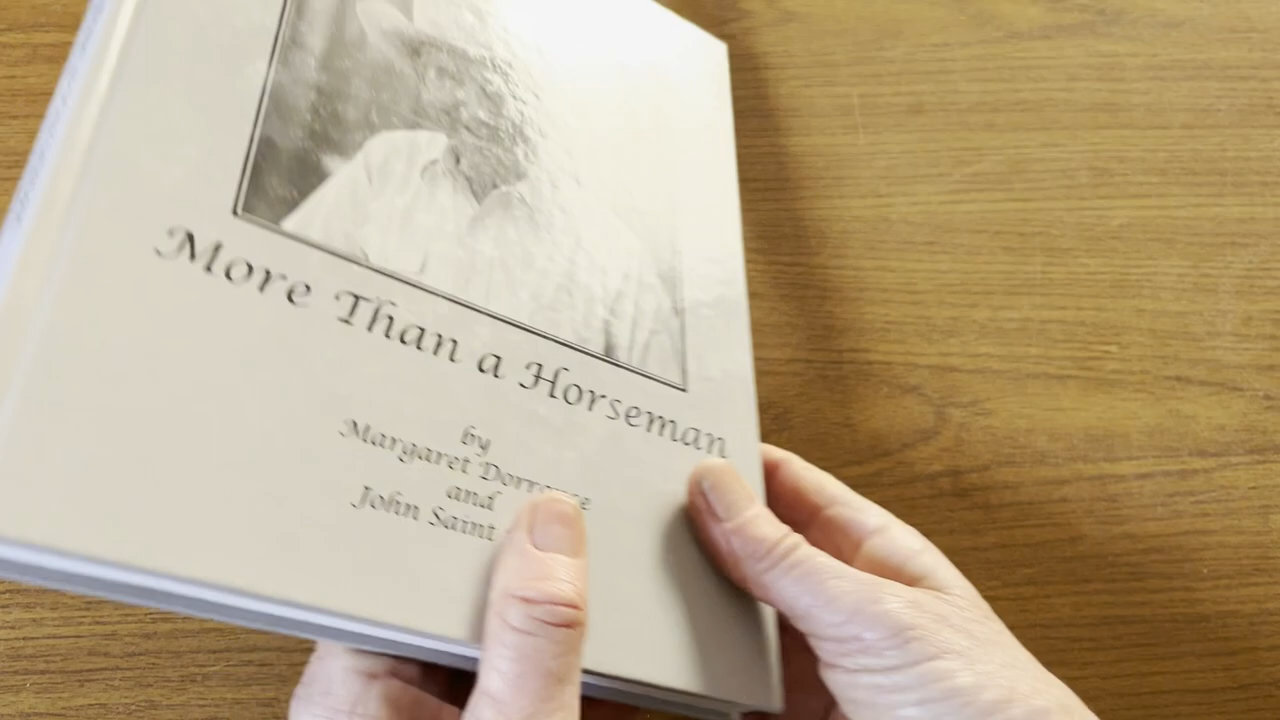 More Than a Horseman
by
Margaret Dorrance
and
John Saint